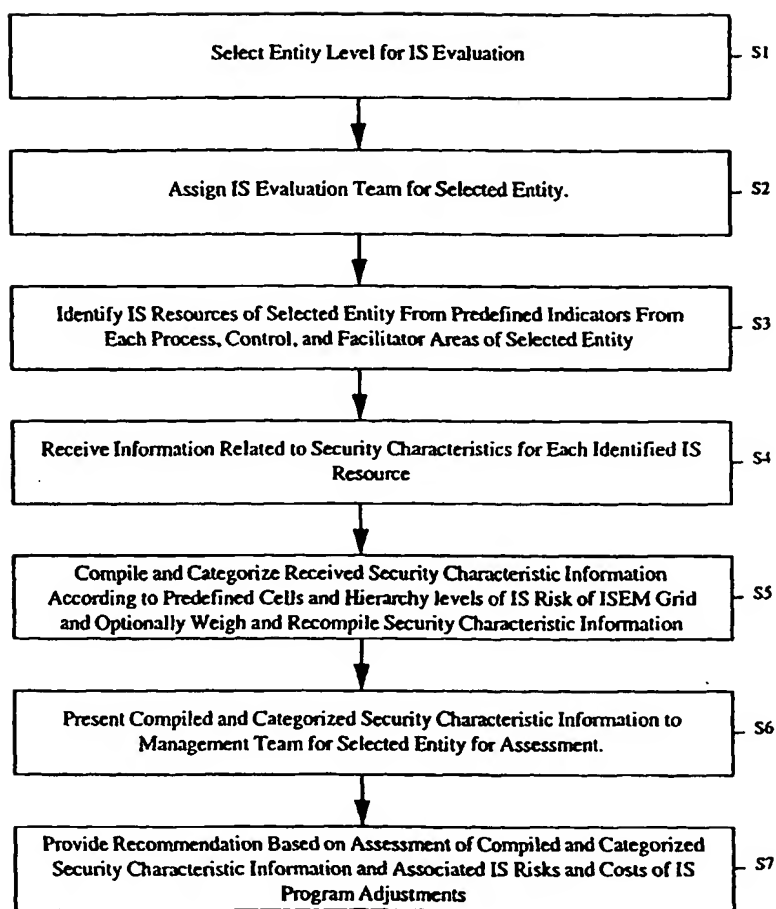 Select Entity Level for IS Evaluation
S1
Assign IS Evaluation Team for Selected Entity.
S2
Identify IS Resources of Selected Entity From Predefined Indicators From
Each Process, Control, and Facilitator Areas of Selected Entity
S3
Receive Information Related to Security Characteristics for Each Identified IS
Resource
S4
Compile and Categorize Received Security Characteristic Information
According to Predefined Cells and Hierarchy levels of IS Risk of ISEM Grid
and Optionally Weigh and Recompile Security Characteristic Information
S5
Present Compiled and Categorized Security Characteristic Information to
Management Team for Selected Entity for Assessment.
S6
Provide Recommendation Based on Assessment of Compiled and Categorized
Security Characteristic Information and Associated IS Risks and Costs of IS
Program Adjustments
S7